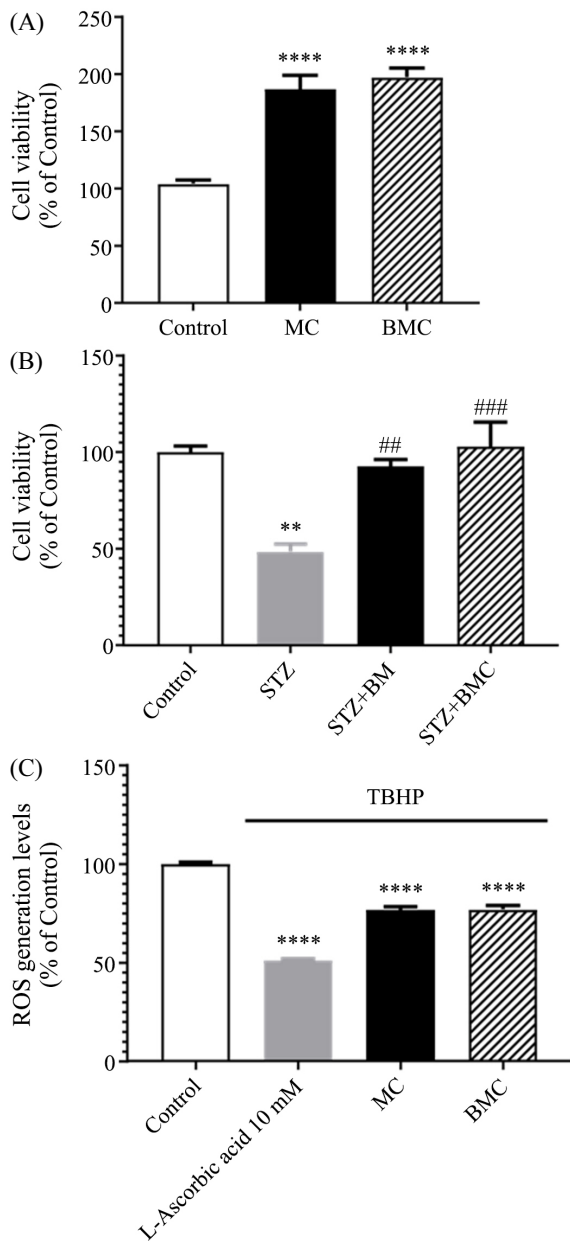 (A)
Cell viability
(% of Control)
250
200
150
100
50
0
****
****
Control
MC
BMC
(B)
Cell viability
(% of Control)
150
100
50
0
**
##
###
Control
STZ
STZ+BM
STZ+BMC
(C)
ROS generation levels
(% of Control)
150
100
50
0
TBHP
****
****
****
Control
L-Ascorbic acid 10 mM
MC
BMC